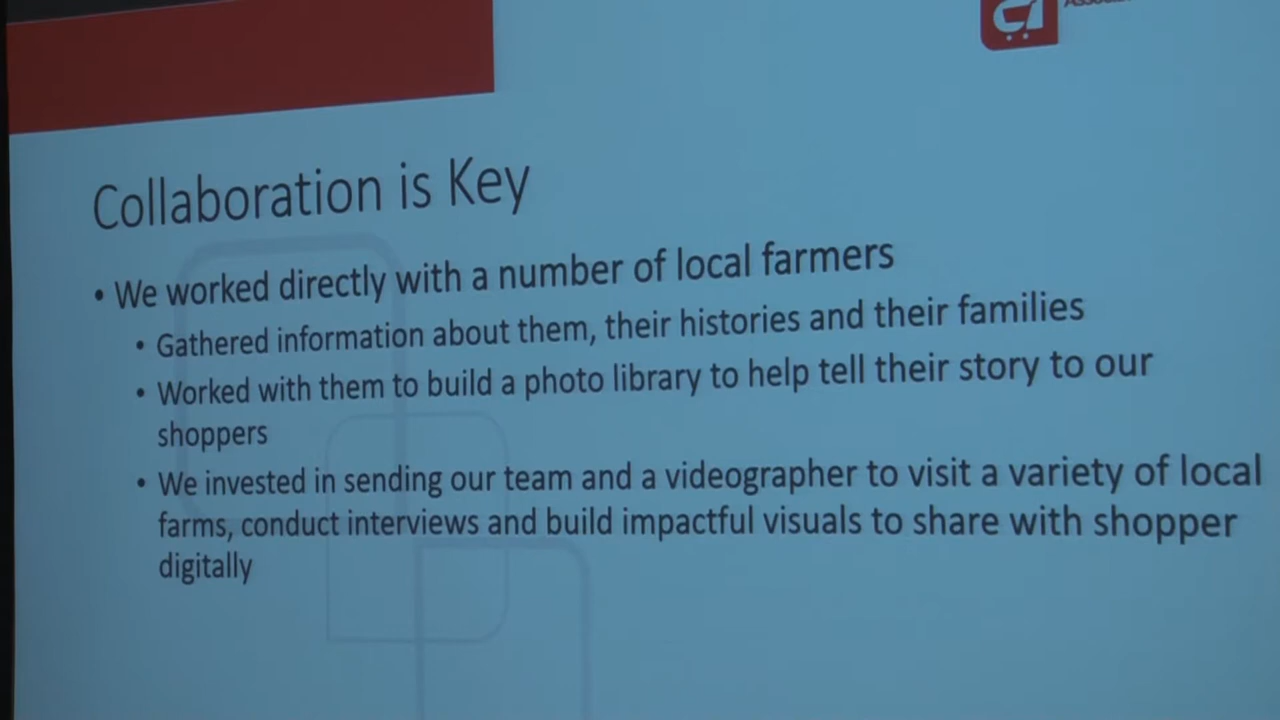 Collaboration is Key
• We worked directly with a number of local farmers
• Gathered information about them, their histories and their families
• Worked with them to build a photo library to help tell their story to our
shoppers
• We invested in sending our team and a videographer to visit a variety of local
farms, conduct interviews and build impactful visuals to share with shopper
digitally